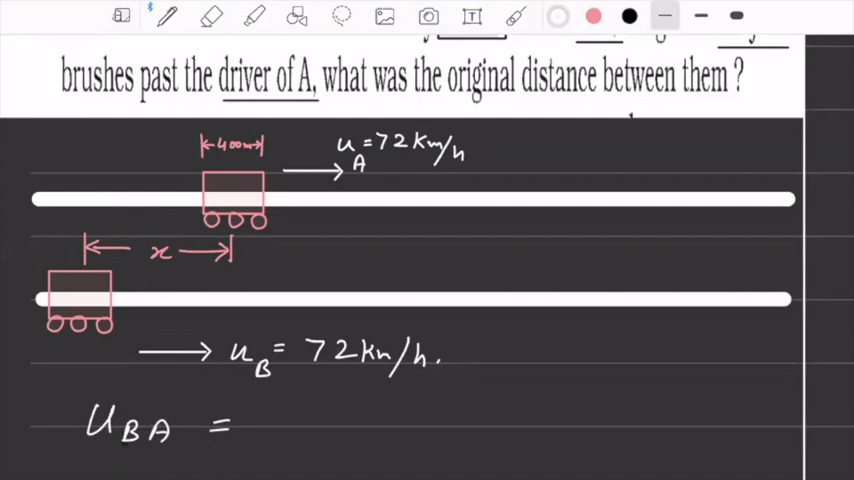 brushes past the driver of A, what was the original distance between them ?
400m
u_A = 72 km/h
x
u_B = 72 km/h.
u_BA =